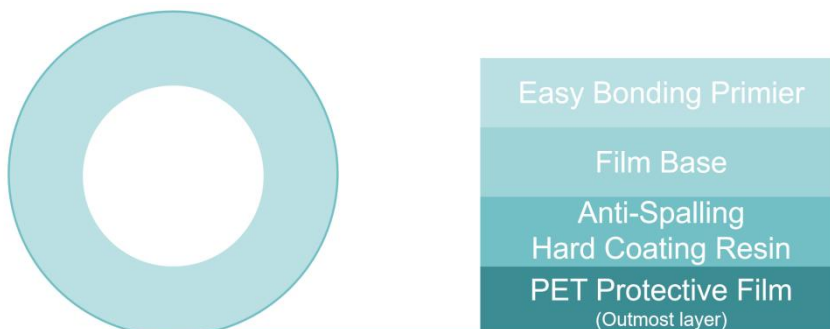 Easy Bonding Primier
Film Base
Anti-Spalling
Hard Coating Resin
PET Protective Film
(Outmost layer)